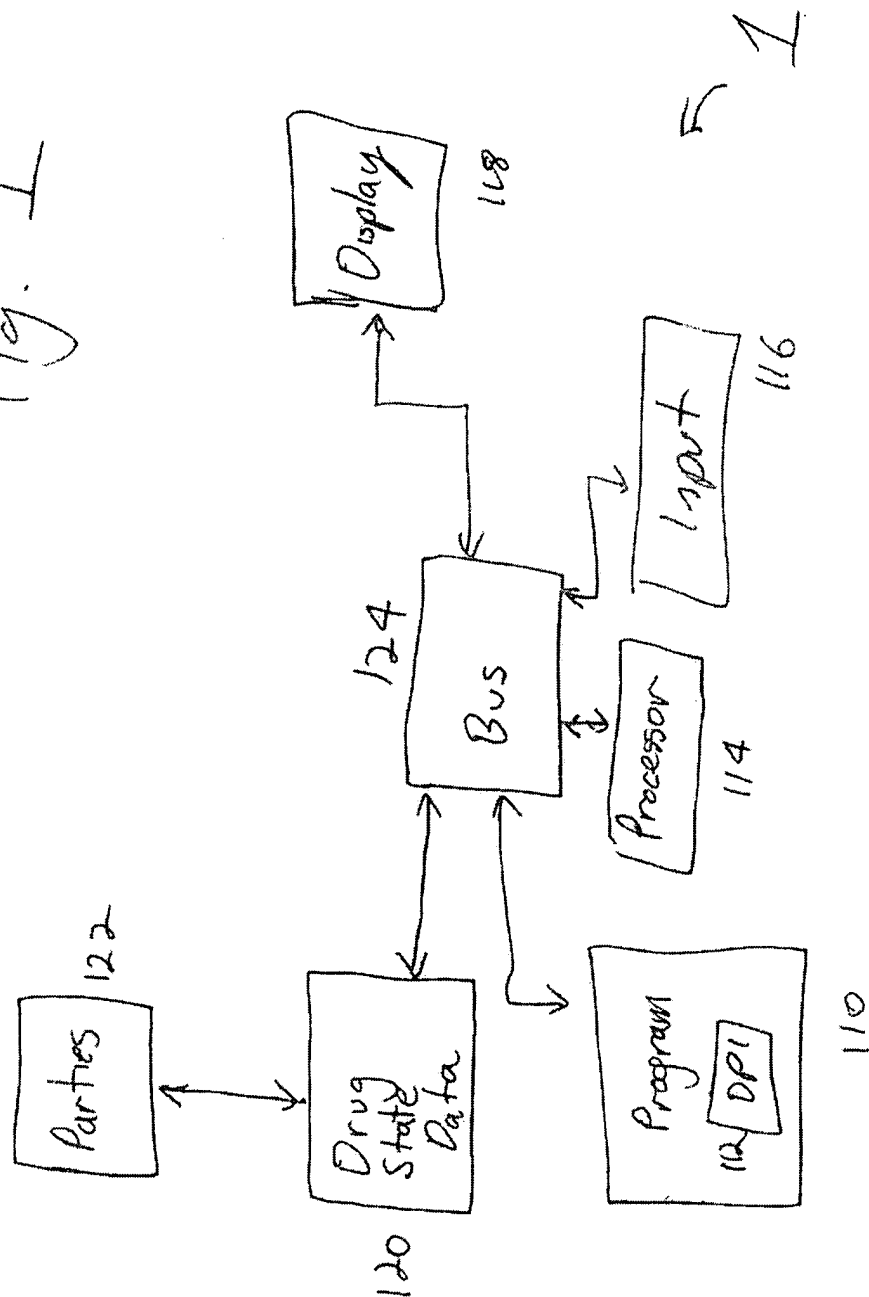 Fig. 1
Parties
122
Drug
State
Data
120
124
Bus
Display
118
Program
112
DPI
110
Processor
114
Input
116
1